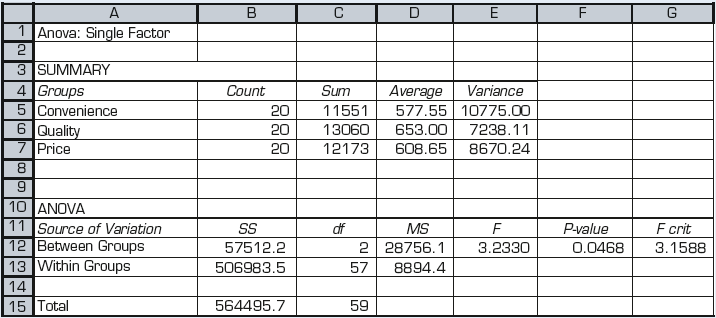 A B C D E F G
1 Anova: Single Factor
2
3 SUMMARY
4 Groups Count Sum Average Variance
5 Convenience 20 11551 577.55 10775.00
6 Quality 20 13060 653.00 7238.11
7 Price 20 12173 608.65 8670.24
8
9
10 ANOVA
11 Source of Variation SS df MS F P-value F crit
12 Between Groups 57512.2 2 28756.1 3.2330 0.0468 3.1588
13 Within Groups 506983.5 57 8894.4
14
15 Total 564495.7 59